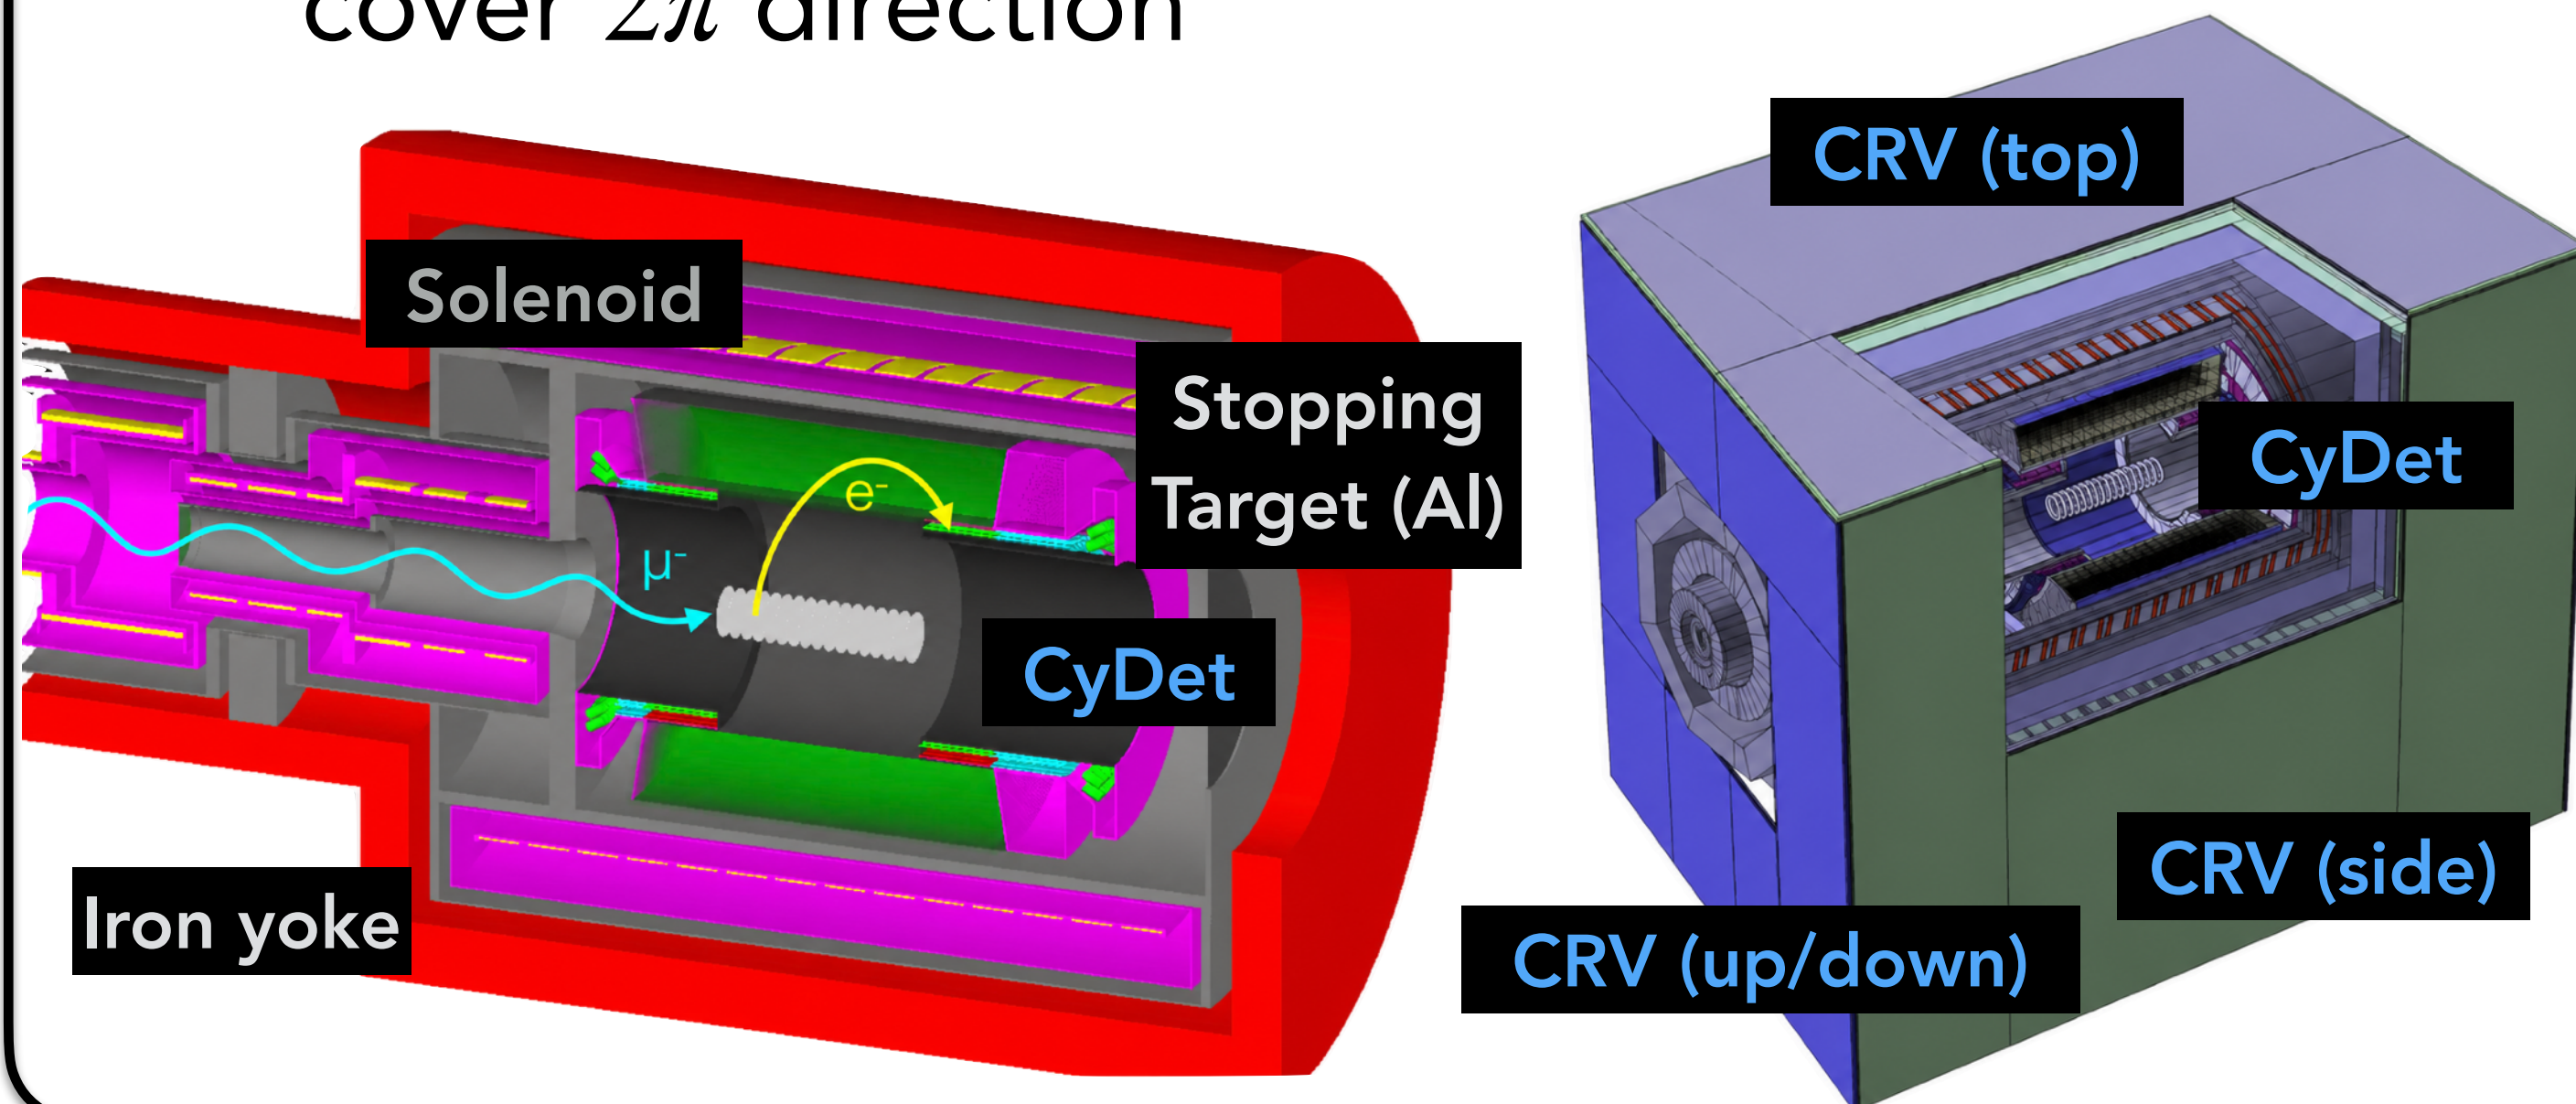 cover 2π direction
Solenoid
Stopping
Target (Al)
e⁻
μ⁻
CyDet
Iron yoke
CRV (top)
CyDet
CRV (side)
CRV (up/down)